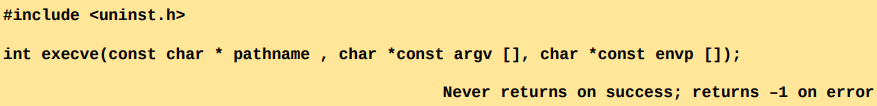 #include <uninst.h>
int execve(const char * pathname , char *const argv [], char *const envp []);
Never returns on success; returns –1 on error